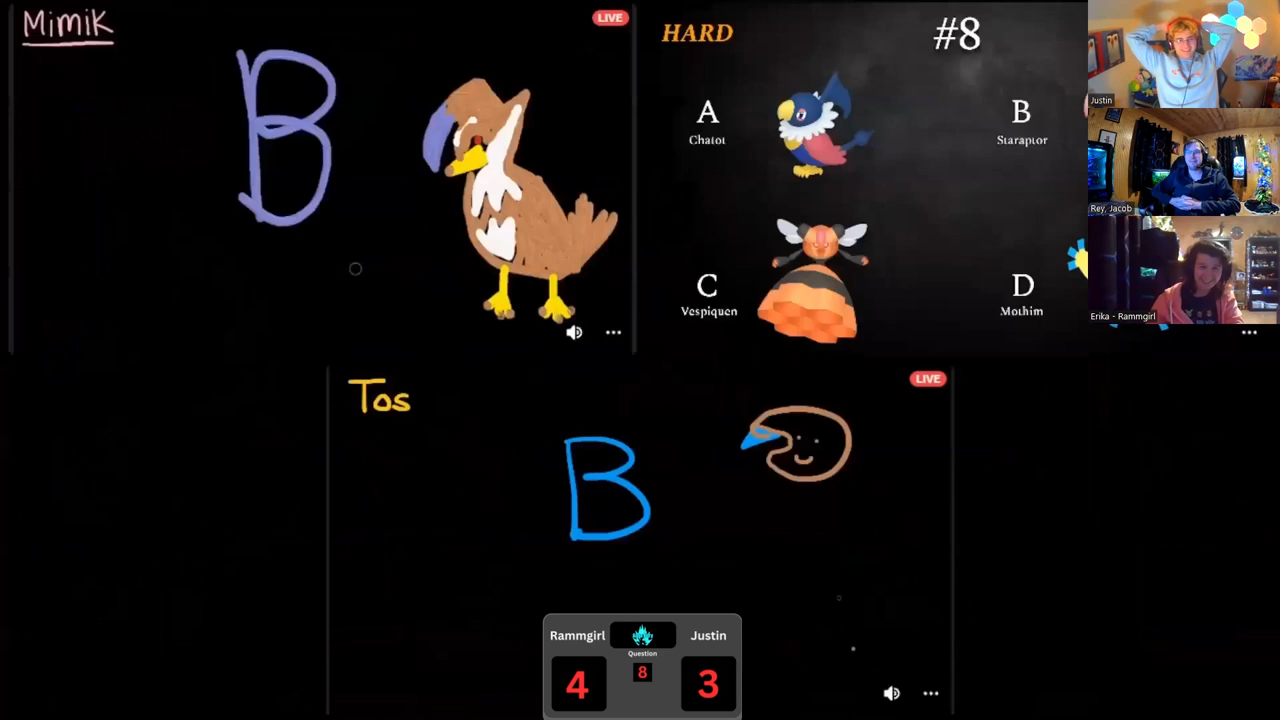 Mimik
LIVE
B
HARD
#8
A
Chatot
B
Staraptor
C
Vespiquen
D
Mothim
Justin
Rey, Jacob
Erika - Rammgirl
Tos
LIVE
B
Rammgirl
Justin
Question
4
8
3